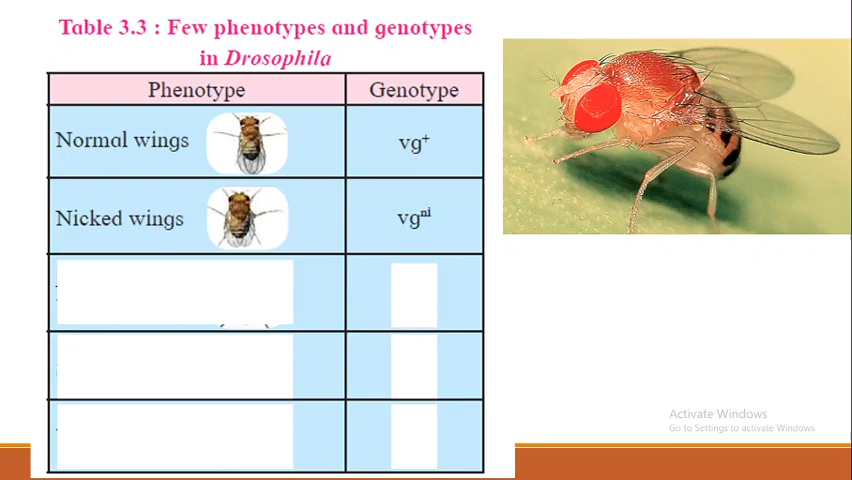 Table 3.3 : Few phenotypes and genotypes
in Drosophila
Phenotype Genotype
Normal wings vg⁺
Nicked wings vgⁿⁱ
Activate Windows
Go to Settings to activate Windows.